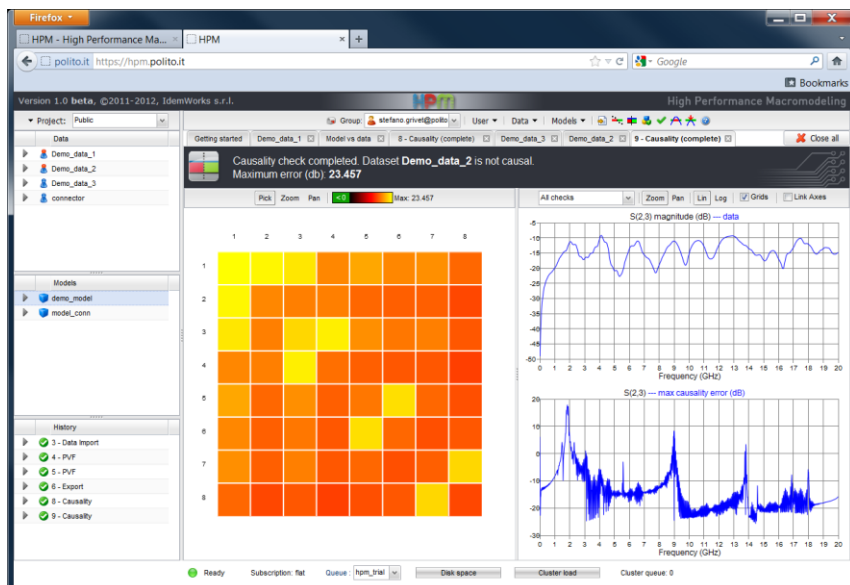 Firefox
HPM - High Performance Ma...
HPM
polito.it https://hpm.polito.it
Google
Bookmarks
Version 1.0 beta, ©2011-2012, IdemWorks s.r.l.
HPM
High Performance Macromodeling
Project: Public
Group: stefano.grivet@polito
User
Data
Models
Data
Demo_data_1
Demo_data_2
Demo_data_3
connector
Models
demo_model
model_conn
History
3 - Data Import
4 - PVF
5 - PVF
6 - Export
8 - Causality
9 - Causality
Getting started
Demo_data_1
Model vs data
8 - Causality (complete)
Demo_data_3
Demo_data_2
9 - Causality (complete)
Close all
Causality check completed. Dataset Demo_data_2 is not causal.
Maximum error (db): 23.457
Pick Zoom Pan < 0 Max: 23.457
1 2 3 4 5 6 7 8
1
2
3
4
5
6
7
8
All checks Zoom Pan Lin Log Grids Link Axes
S(2,3) magnitude (dB) --- data
-5
-10
-15
-20
-25
-30
-35
-40
-45
-50
0 1 2 3 4 5 6 7 8 9 10 11 12 13 14 15 16 17 18 19 20
Frequency (GHz)
S(2,3) --- max causality error (dB)
20
10
0
-10
-20
-30
0 1 2 3 4 5 6 7 8 9 10 11 12 13 14 15 16 17 18 19 20
Frequency (GHz)
Ready
Subscription: flat
Queue : hpm_trial
Disk space
Cluster load
Cluster queue: 0